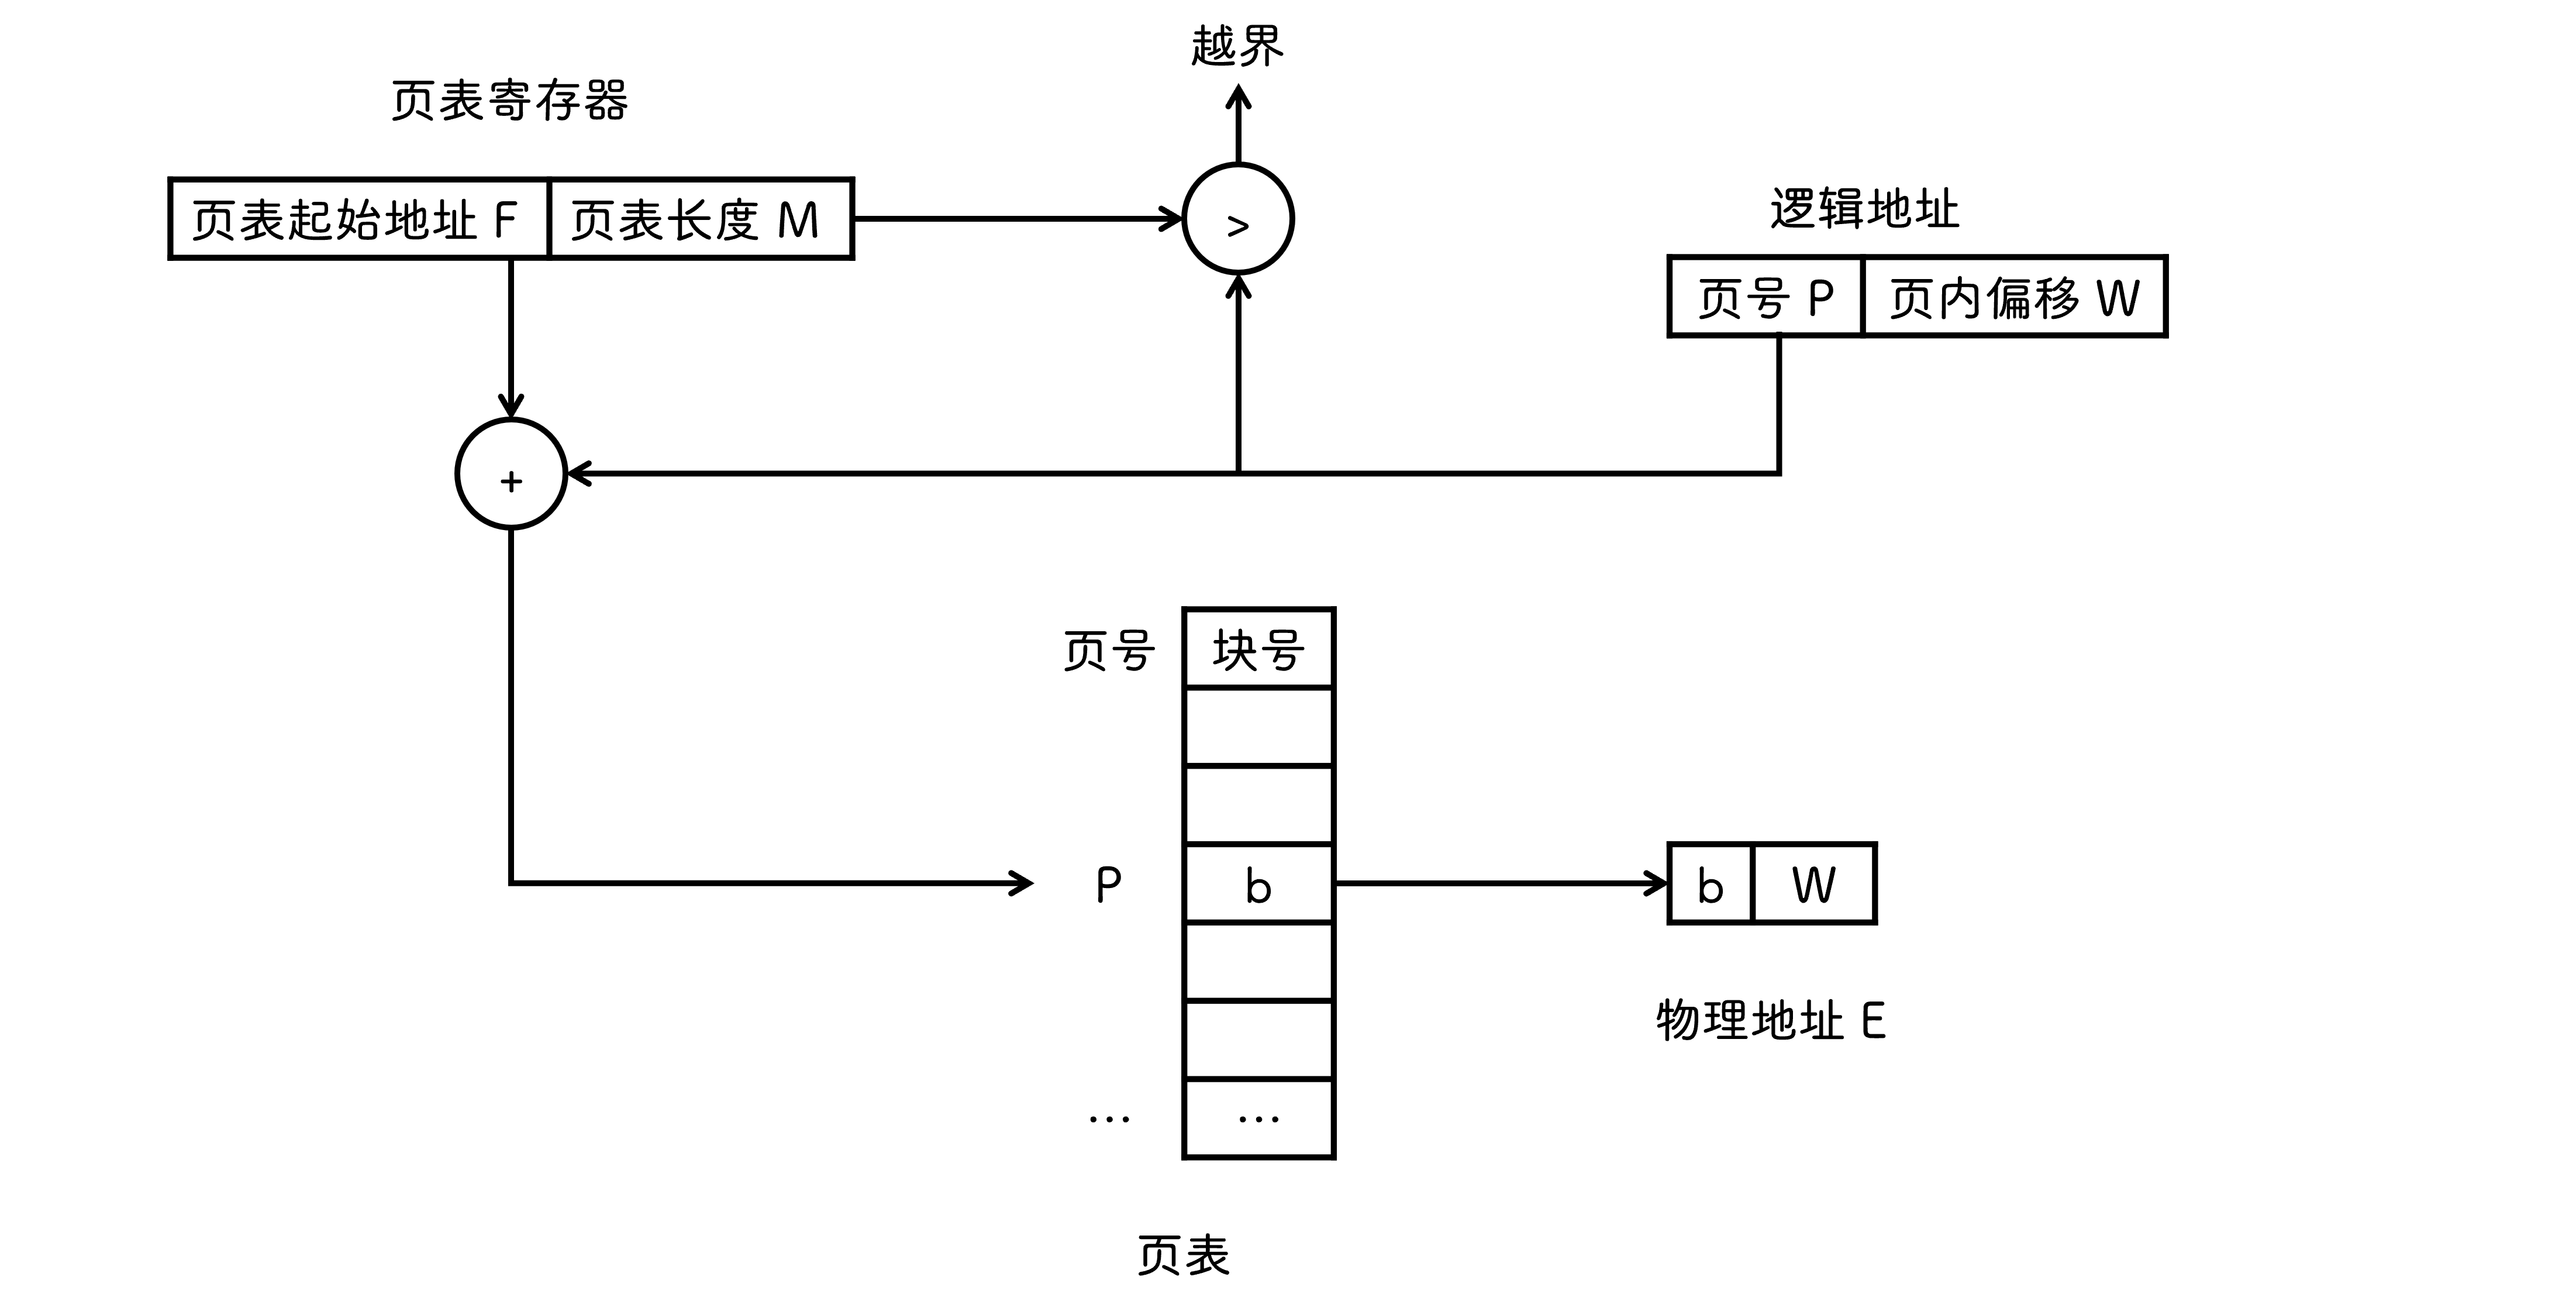 越界
页表寄存器
页表起始地址 F 页表长度 M
>
逻辑地址
页号 P 页内偏移 W
+
页号 块号
P b
b W
物理地址 E
... ...
页表